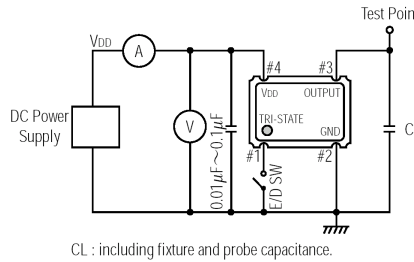 Test Poin
VDD
A
#4
#3
VDD
OUTPUT
DC Power
Supply
V
0.01μF～0.1μF
TRI-STATE
GND
C
#1
#2
E/D SW
CL : including fixture and probe capacitance.